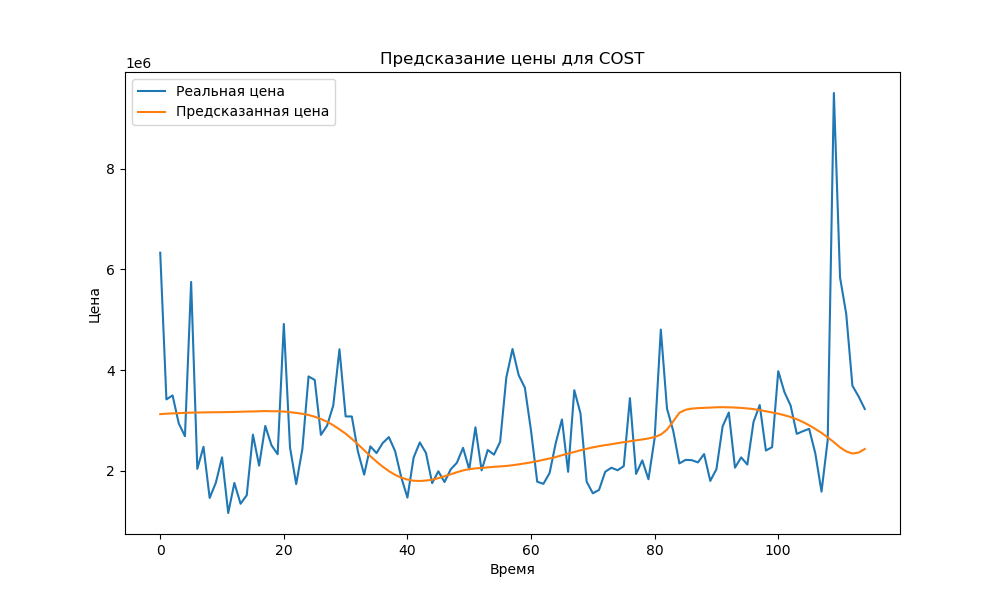 Предсказание цены для COST
1e6
Реальная цена
Предсказанная цена
8
6
4
2
Цена
0 20 40 60 80 100
Время